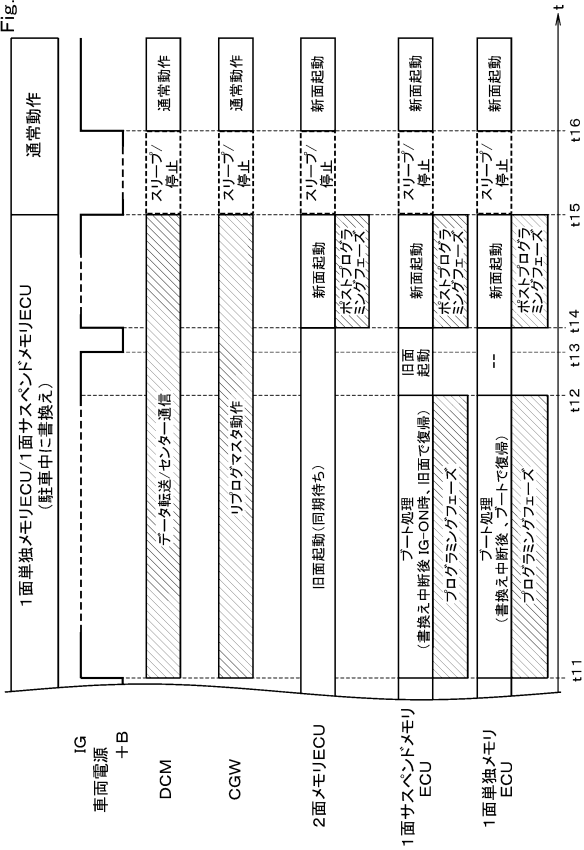 Fig.
1面単独メモリECU/1面サスペンドメモリECU
(駐車中に書換え)
通常動作
IG
車両電源
+B
DCM
データ転送/センター通信
スリープ/
停止
通常動作
CGW
リプログマスタ動作
スリープ/
停止
通常動作
2面メモリECU
旧面起動(同期待ち)
新面起動
ポストプログラ
ミングフェーズ
スリープ/
停止
新面起動
1面サスペンドメモリ
ECU
ブート処理
(書換え中断後 IG-ON時、旧面で復帰)
プログラミングフェーズ
旧面
起動
新面起動
ポストプログラ
ミングフェーズ
スリープ/
停止
新面起動
1面単独メモリ
ECU
ブート処理
(書換え中断後、ブートで復帰)
プログラミングフェーズ
--
新面起動
ポストプログラ
ミングフェーズ
スリープ/
停止
新面起動
t11
t12
t13
t14
t15
t16
t